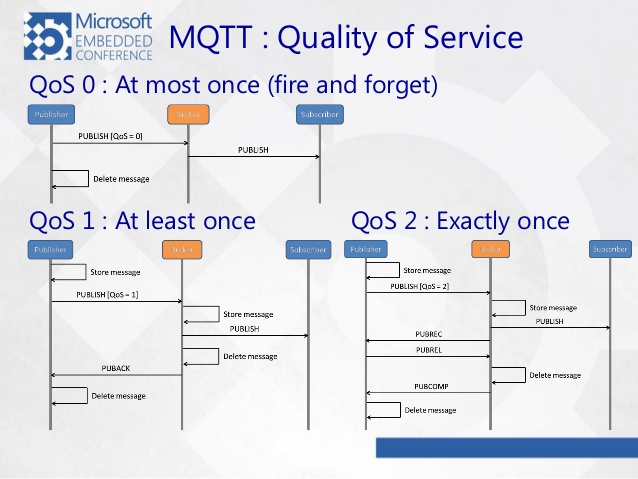 Microsoft
EMBEDDED
CONFERENCE
MQTT : Quality of Service
QoS 0 : At most once (fire and forget)
Publisher Broker Subscriber
PUBLISH [QoS = 0]
PUBLISH
Delete message
QoS 1 : At least once
Publisher Broker Subscriber
Store message
PUBLISH [QoS = 1]
Store message
PUBLISH
Delete message
PUBACK
Delete message
QoS 2 : Exactly once
Publisher Broker Subscriber
Store message
PUBLISH [QoS = 2]
Store message
PUBLISH
PUBREC
PUBREL
Delete message
PUBCOMP
Delete message